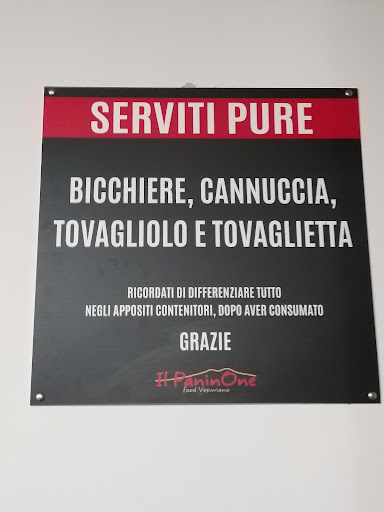 SERVITI PURE
BICCHIERE, CANNUCCIA,
TOVAGLIOLO E TOVAGLIETTA
RICORDATI DI DIFFERENZIARE TUTTO
NEGLI APPOSITI CONTENITORI, DOPO AVER CONSUMATO
GRAZIE
Il PaninOne
food Vesuviano